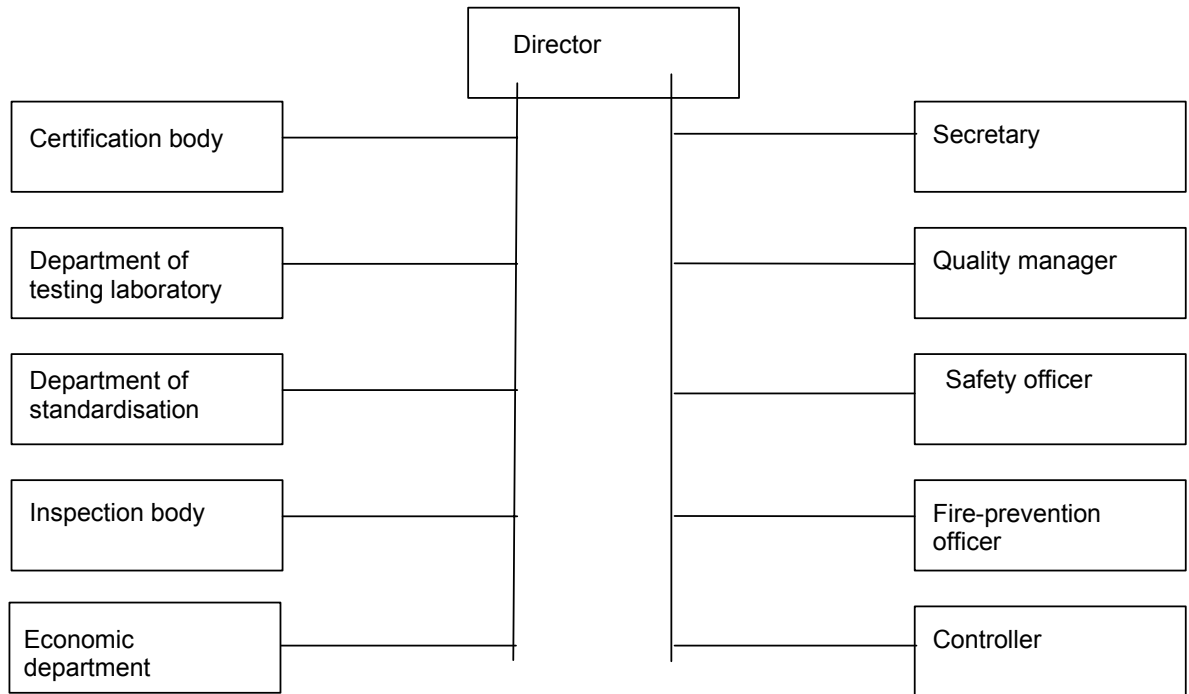 Director
Certification body
Secretary
Department of
testing laboratory
Quality manager
Department of
standardisation
Safety officer
Inspection body
Fire-prevention
officer
Economic
department
Controller